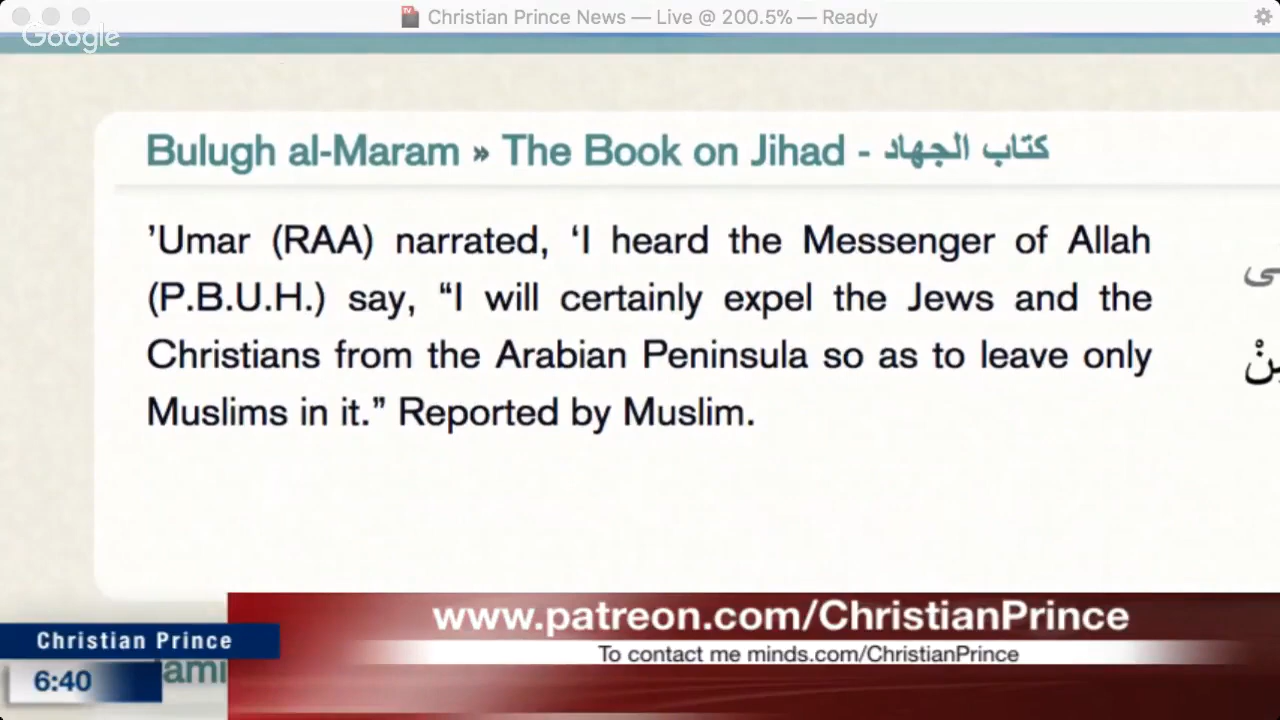 Christian Prince News — Live @ 200.5% — Ready
Google
Bulugh al-Maram » The Book on Jihad - كتاب الجهاد
’Umar (RAA) narrated, ‘I heard the Messenger of Allah
(P.B.U.H.) say, “I will certainly expel the Jews and the
Christians from the Arabian Peninsula so as to leave only
Muslims in it.” Reported by Muslim.
www.patreon.com/ChristianPrince
Christian Prince
To contact me minds.com/ChristianPrince
6:40